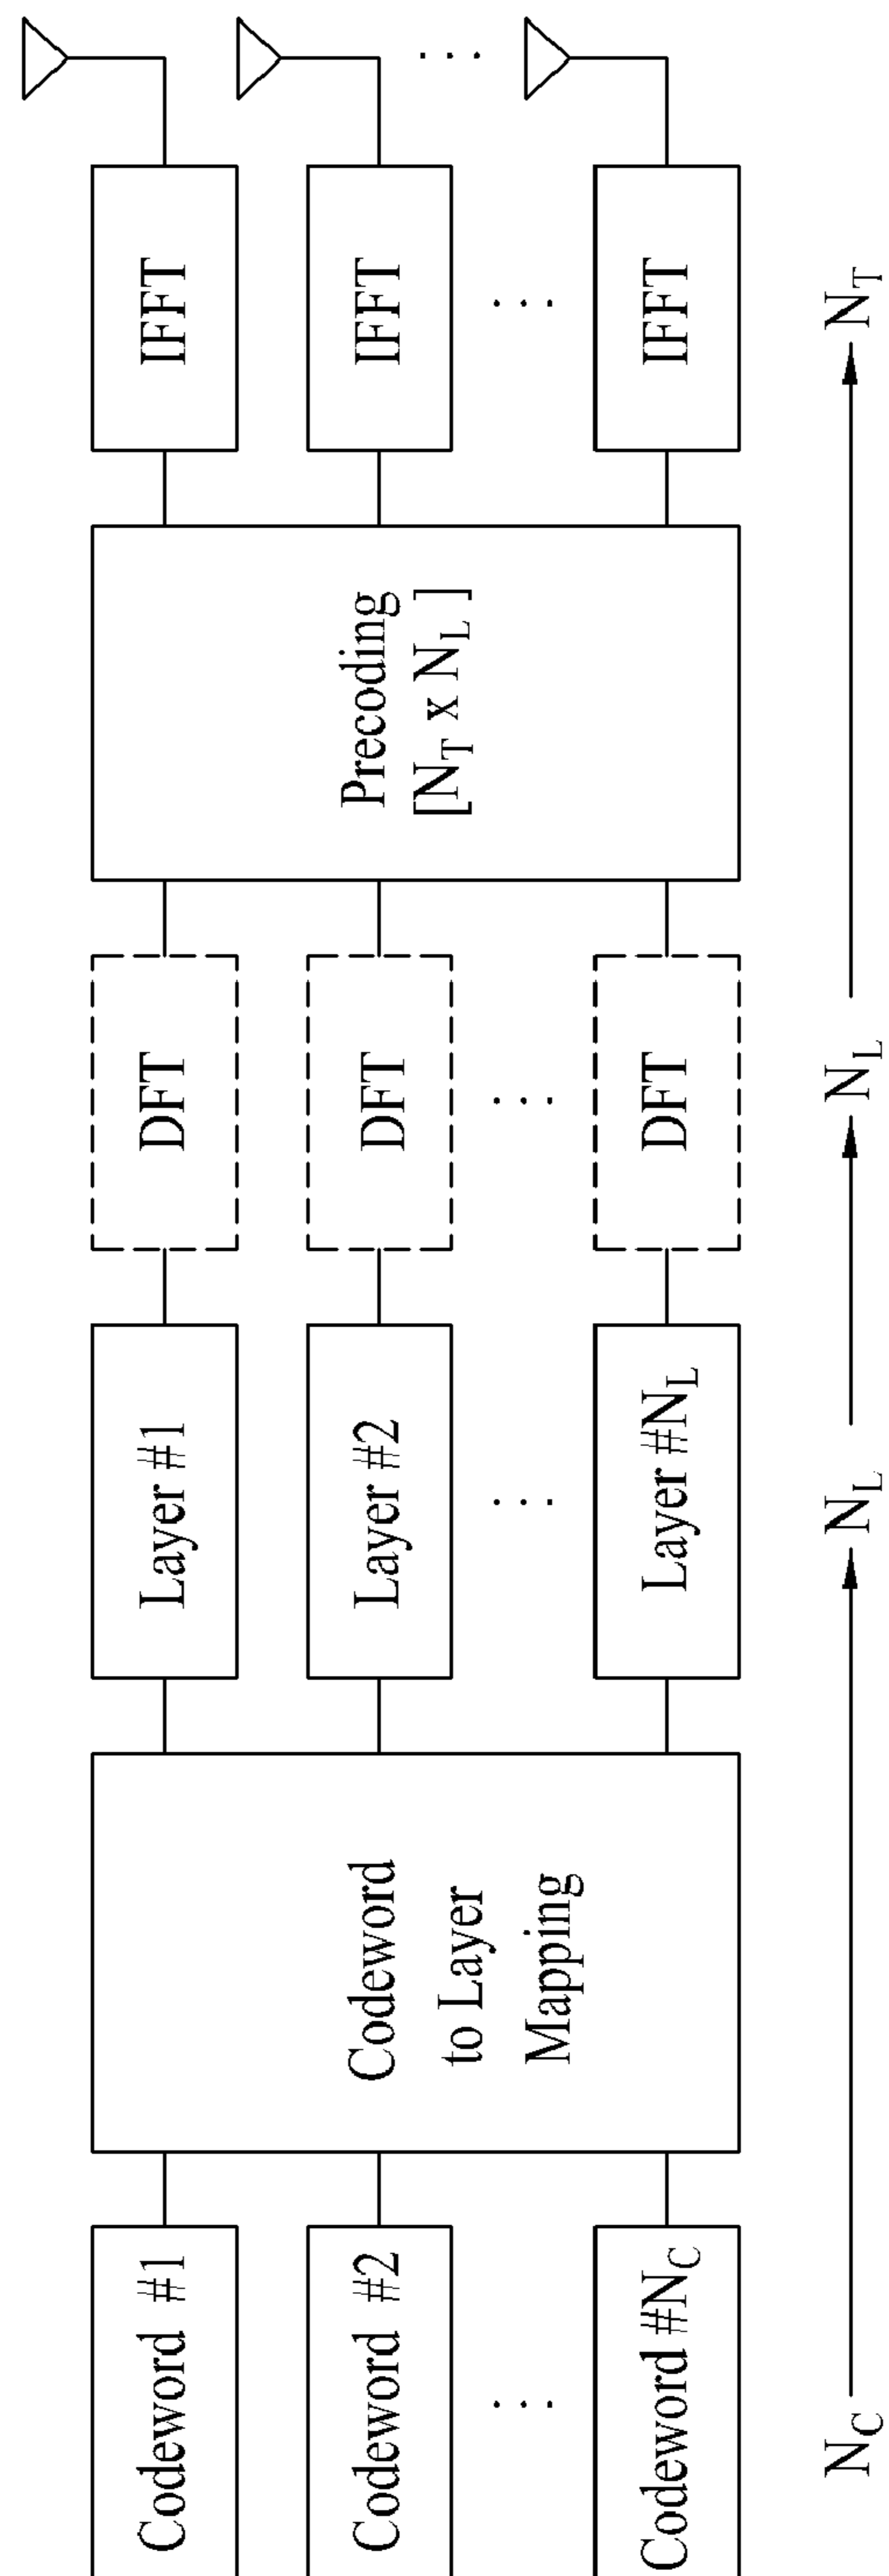 Codeword #1
Codeword #2
...
Codeword #N_C
Codeword
to Layer
Mapping
Layer #1
Layer #2
...
Layer #N_L
DFT
DFT
...
DFT
Precoding
[N_T x N_L]
IFFT
IFFT
...
IFFT
...
N_C
N_L
N_L
N_T